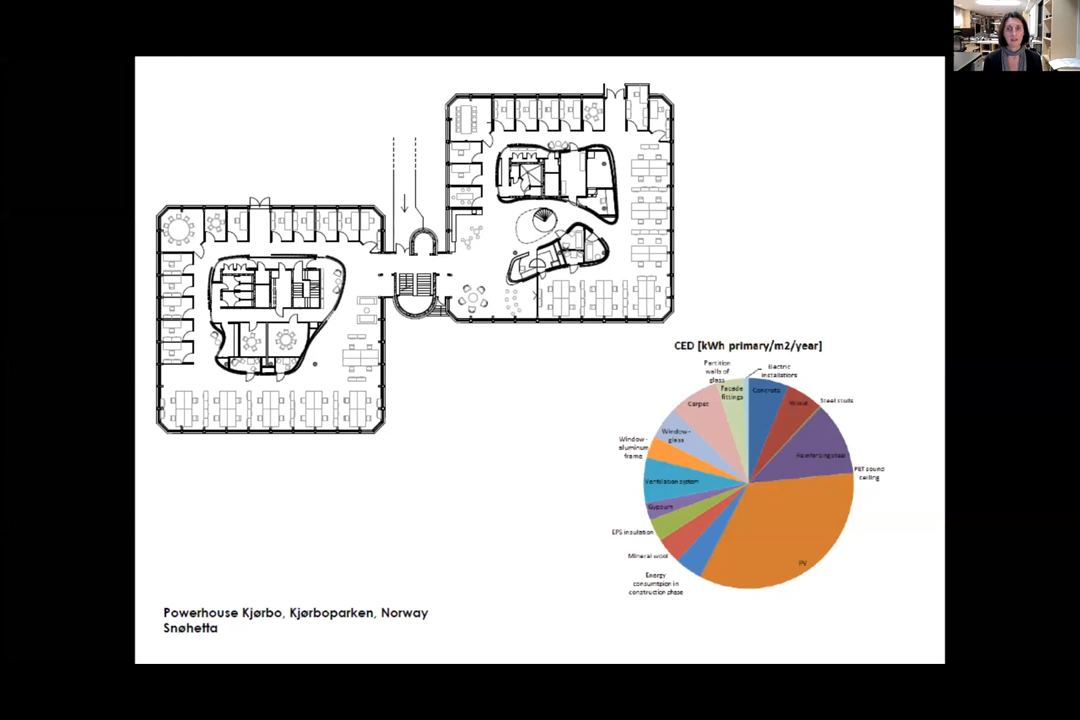 CED [kWh primary/m2/year]
Partition
walls of
glass
Electric
installations
Facade
fittings
Concrete
Wood
Steel studs
Carpet
Window-
glass
Window-
aluminum
frame
Reinforcing steel
PET sound
ceiling
Ventilation system
Gypsum
EPS insulation
Mineral wool
PV
Energy
consumtpion in
construction phase
Powerhouse Kjørbo, Kjørboparken, Norway
Snøhetta